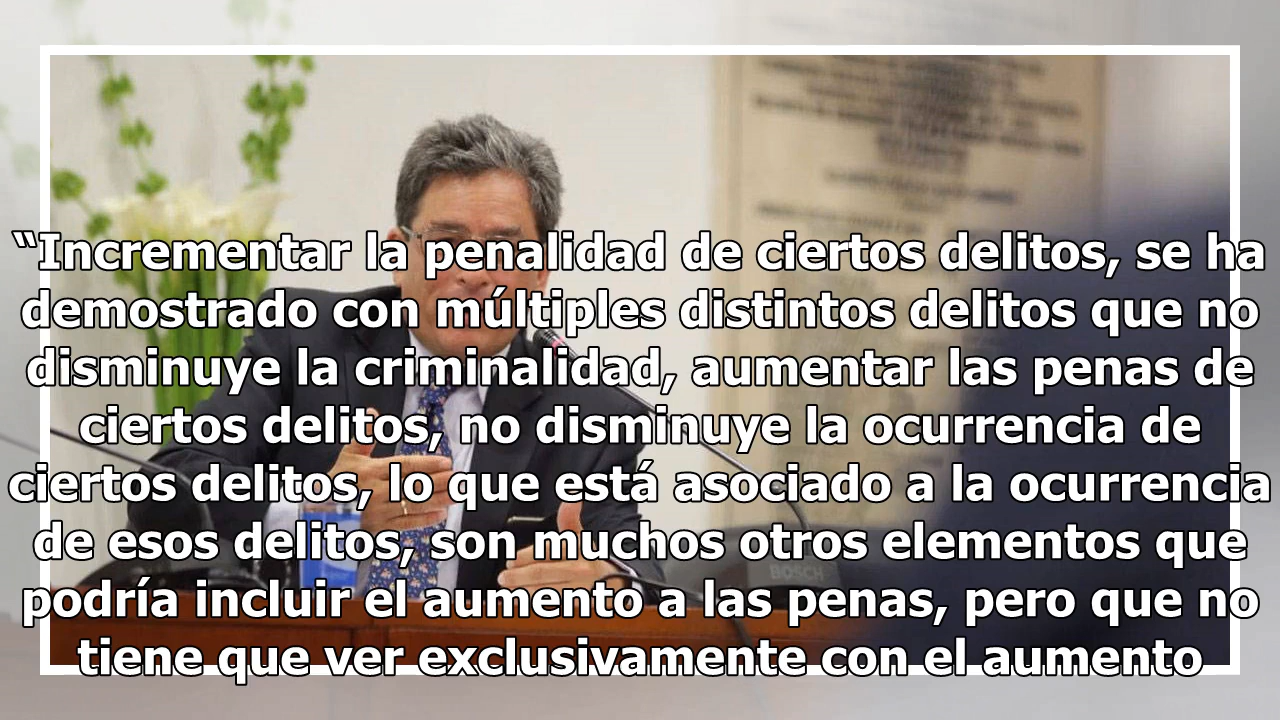 “Incrementar la penalidad de ciertos delitos, se ha
demostrado con múltiples distintos delitos que no
disminuye la criminalidad, aumentar las penas de
ciertos delitos, no disminuye la ocurrencia de
ciertos delitos, lo que está asociado a la ocurrencia
de esos delitos, son muchos otros elementos que
podría incluir el aumento a las penas, pero que no
tiene que ver exclusivamente con el aumento
BOSCH